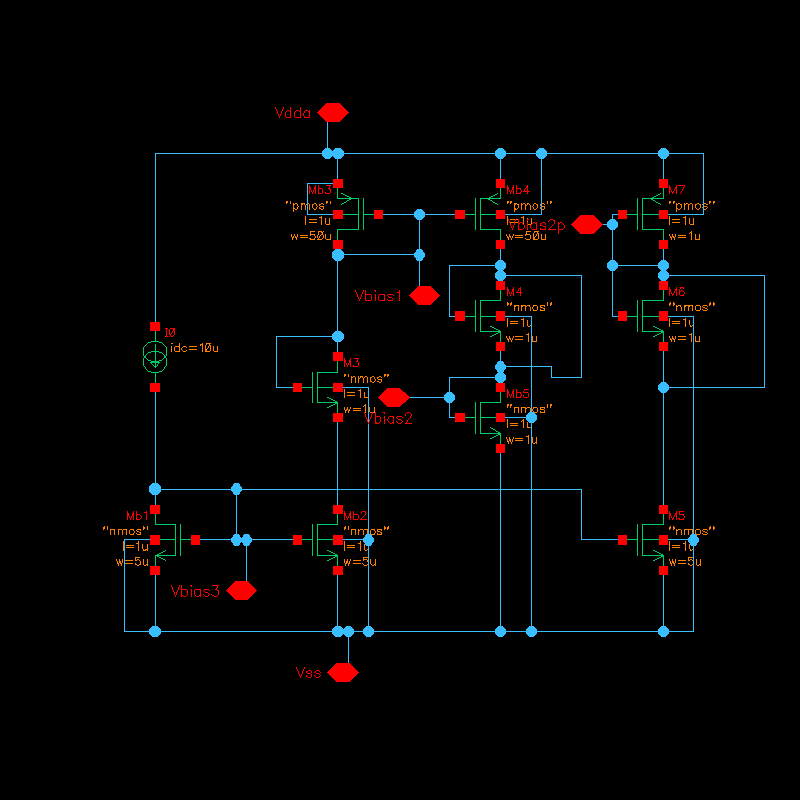 Vdda
Mb3
"pmos"
l=1u
w=50u
Mb4
"pmos"
l=1u
w=50u
Vbias2p
M7
"pmos"
l=1u
w=1u
Vbias1
M4
"nmos"
l=1u
w=1u
M6
"nmos"
l=1u
w=1u
I0
idc=10u
M3
"nmos"
l=1u
w=1u
Vbias2
Mb5
"nmos"
l=1u
w=1u
Mb1
"nmos"
l=1u
w=5u
Mb2
"nmos"
l=1u
w=5u
M5
"nmos"
l=1u
w=5u
Vbias3
Vss